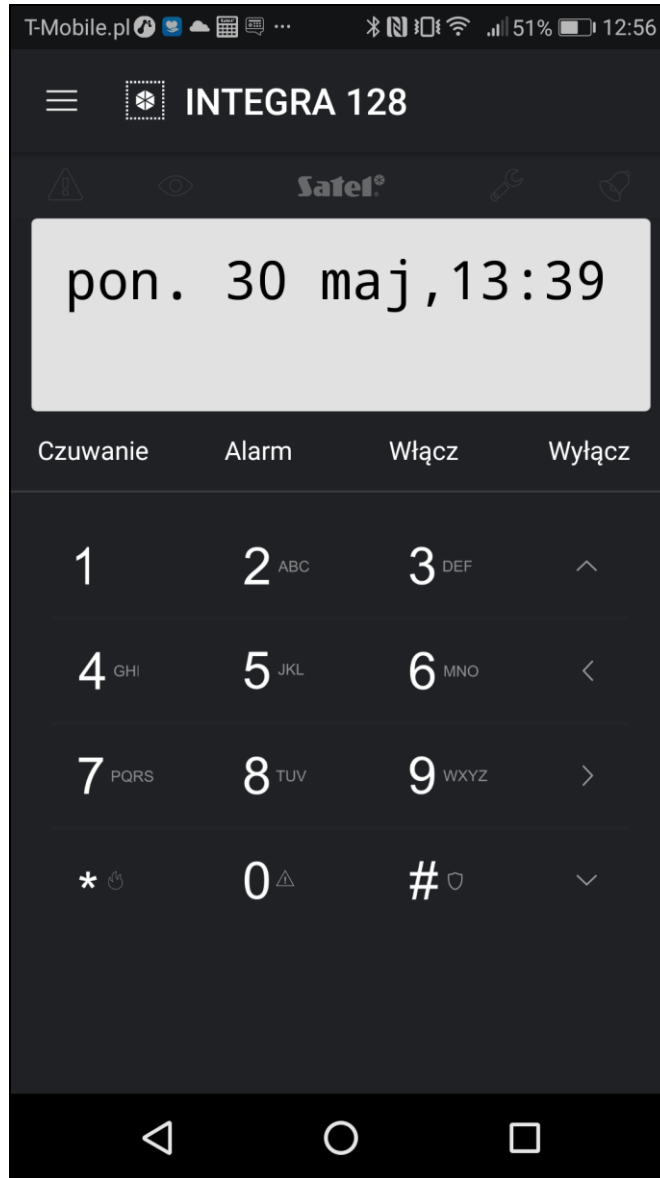 T-Mobile.pl 51% 12:56
INTEGRA 128
Satel®
pon. 30 maj,13:39
Czuwanie Alarm Włącz Wyłącz
1 2 ABC 3 DEF
4 GHI 5 JKL 6 MNO
7 PQRS 8 TUV 9 WXYZ
* 0 #